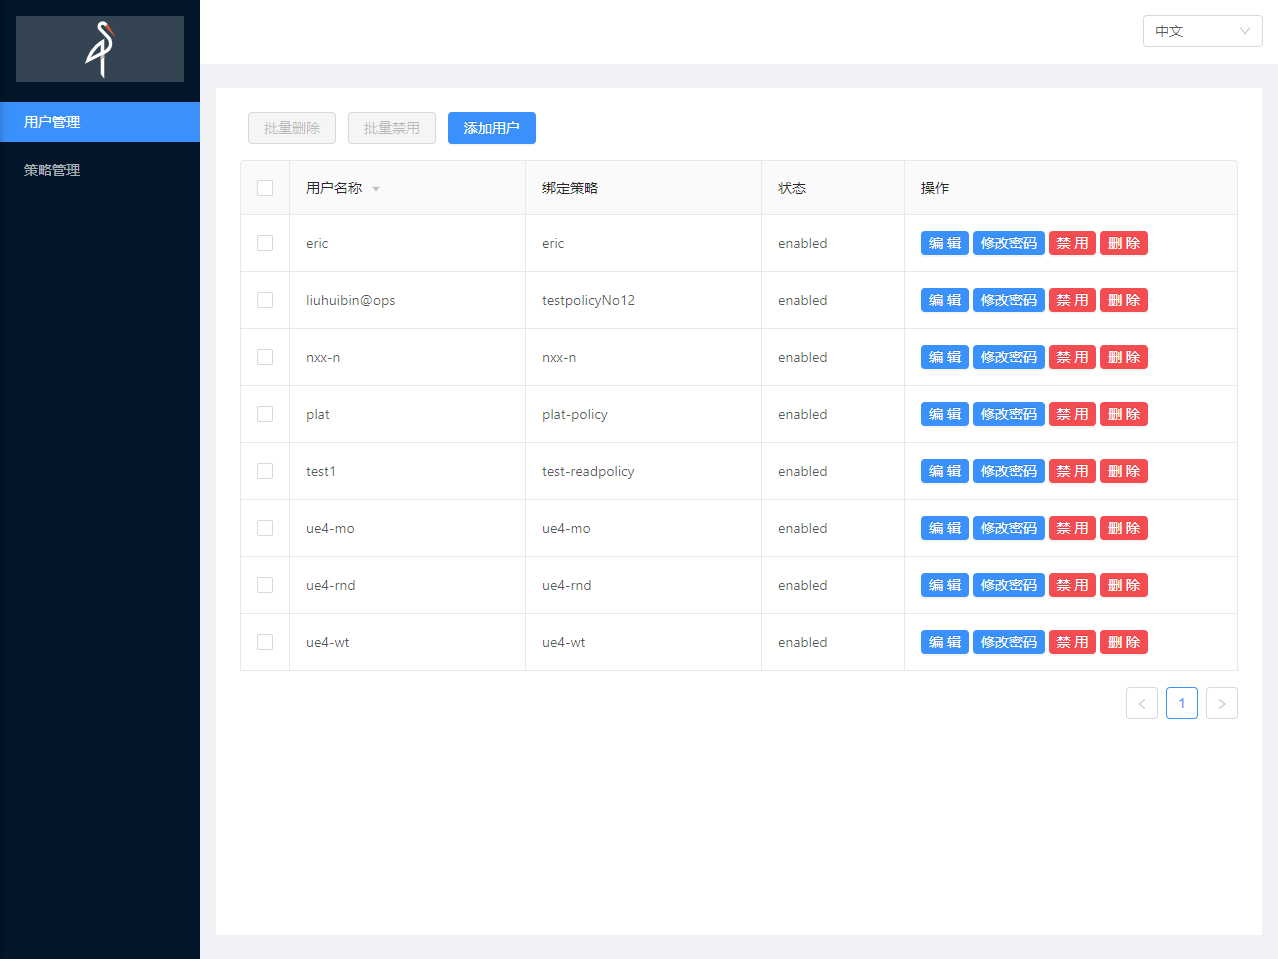 中文
用户管理
策略管理
批量删除 批量禁用 添加用户
用户名称 绑定策略 状态 操作
eric eric enabled 编 辑 修改密码 禁 用 删 除
liuhuibin@ops testpolicyNo12 enabled 编 辑 修改密码 禁 用 删 除
nxx-n nxx-n enabled 编 辑 修改密码 禁 用 删 除
plat plat-policy enabled 编 辑 修改密码 禁 用 删 除
test1 test-readpolicy enabled 编 辑 修改密码 禁 用 删 除
ue4-mo ue4-mo enabled 编 辑 修改密码 禁 用 删 除
ue4-rnd ue4-rnd enabled 编 辑 修改密码 禁 用 删 除
ue4-wt ue4-wt enabled 编 辑 修改密码 禁 用 删 除
1